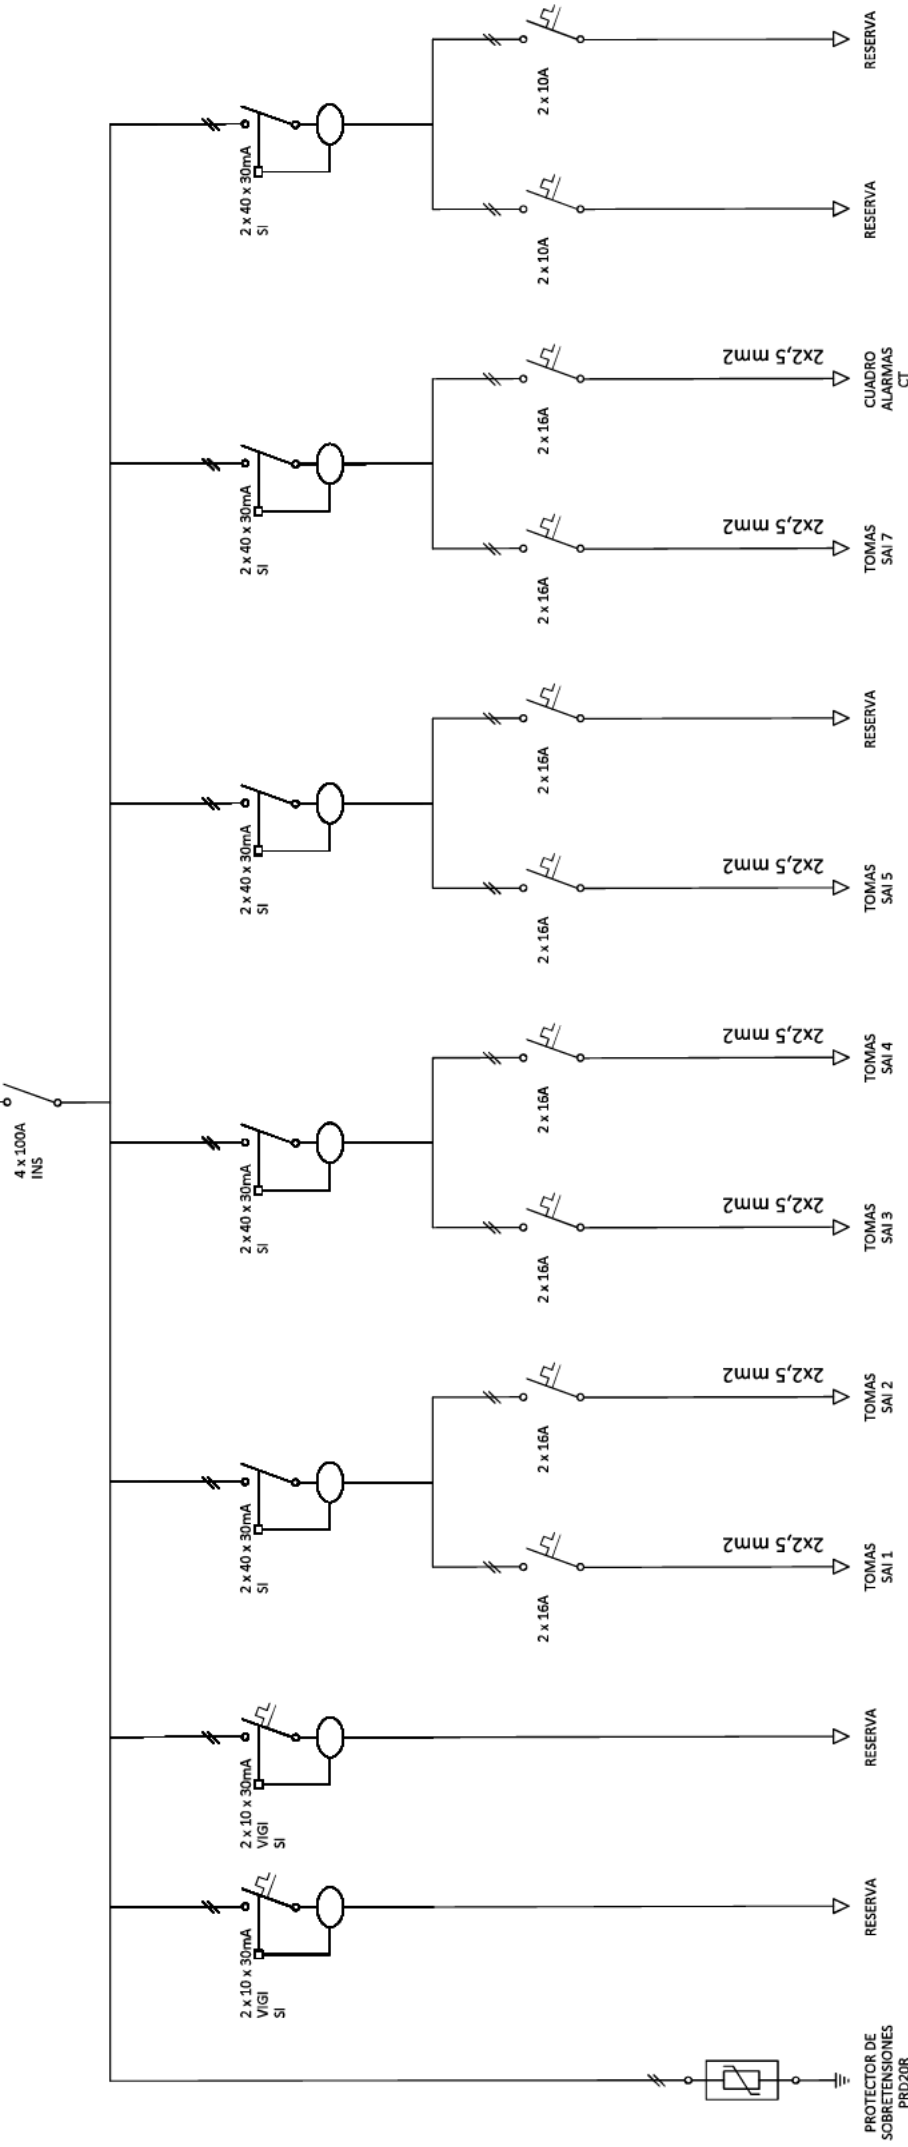 4 x 100A
INS
2 x 10 x 30mA
VIGI
SI
2 x 10 x 30mA
VIGI
SI
2 x 40 x 30mA
SI
2 x 40 x 30mA
SI
2 x 40 x 30mA
SI
2 x 40 x 30mA
SI
2 x 40 x 30mA
SI
2 x 16A
2 x 16A
2 x 16A
2 x 16A
2 x 16A
2 x 16A
2 x 16A
2 x 16A
2 x 10A
2 x 10A
2x2,5 mm2
2x2,5 mm2
2x2,5 mm2
2x2,5 mm2
2x2,5 mm2
2x2,5 mm2
2x2,5 mm2
PROTECTOR DE
SOBRETENSIONES
PRD20R
RESERVA
RESERVA
TOMAS
SAI 1
TOMAS
SAI 2
TOMAS
SAI 3
TOMAS
SAI 4
TOMAS
SAI 5
RESERVA
TOMAS
SAI 7
CUADRO
ALARMAS
CT
RESERVA
RESERVA